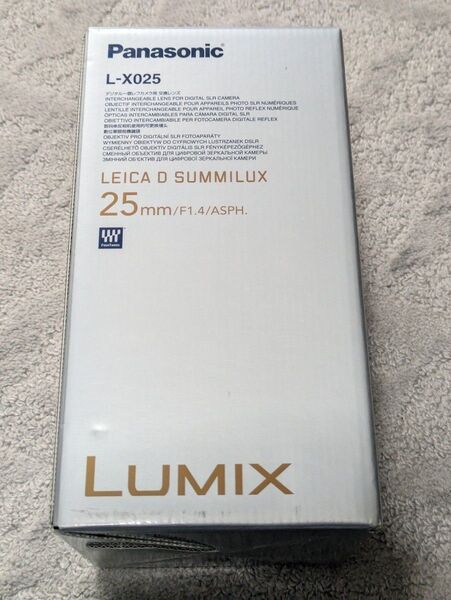 Panasonic
L-X025
デジタル一眼レフカメラ用 交換レンズ
INTERCHANGEABLE LENS FOR DIGITAL SLR CAMERA
OBJECTIF INTERCHANGEABLE POUR APPAREILS PHOTO SLR NUMÉRIQUES
LENTILLE INTERCHANGEABLE POUR APPAREIL PHOTO REFLEX NUMÉRIQUE
ÓPTICAS INTERCAMBIABLES PARA CÁMARA DIGITAL SLR
OBIETTIVO INTERCAMBIABILE PER FOTOCAMERA DIGITALE REFLEX
OBJEKTIV PRO DIGITÁLNÍ SLR FOTOAPARÁTY
WYMIENNY OBIEKTYW DO CYFROWYCH LUSTRZANEK DSLR
CSERÉLHETŐ OBJEKTÍV DIGITÁLIS SLR FÉNYKÉPEZŐGÉPHEZ
СМЕННЫЙ ОБЪЕКТИВ ДЛЯ ЦИФРОВОЙ ЗЕРКАЛЬНОЙ КАМЕРЫ
ЗМІННИЙ ОБ'ЄКТИВ ДЛЯ ЦИФРОВОЇ ДЗЕРКАЛЬНОЇ КАМЕРИ
LEICA D SUMMILUX
25mm/F1.4/ASPH.
FOURTHIRDS
LUMIX